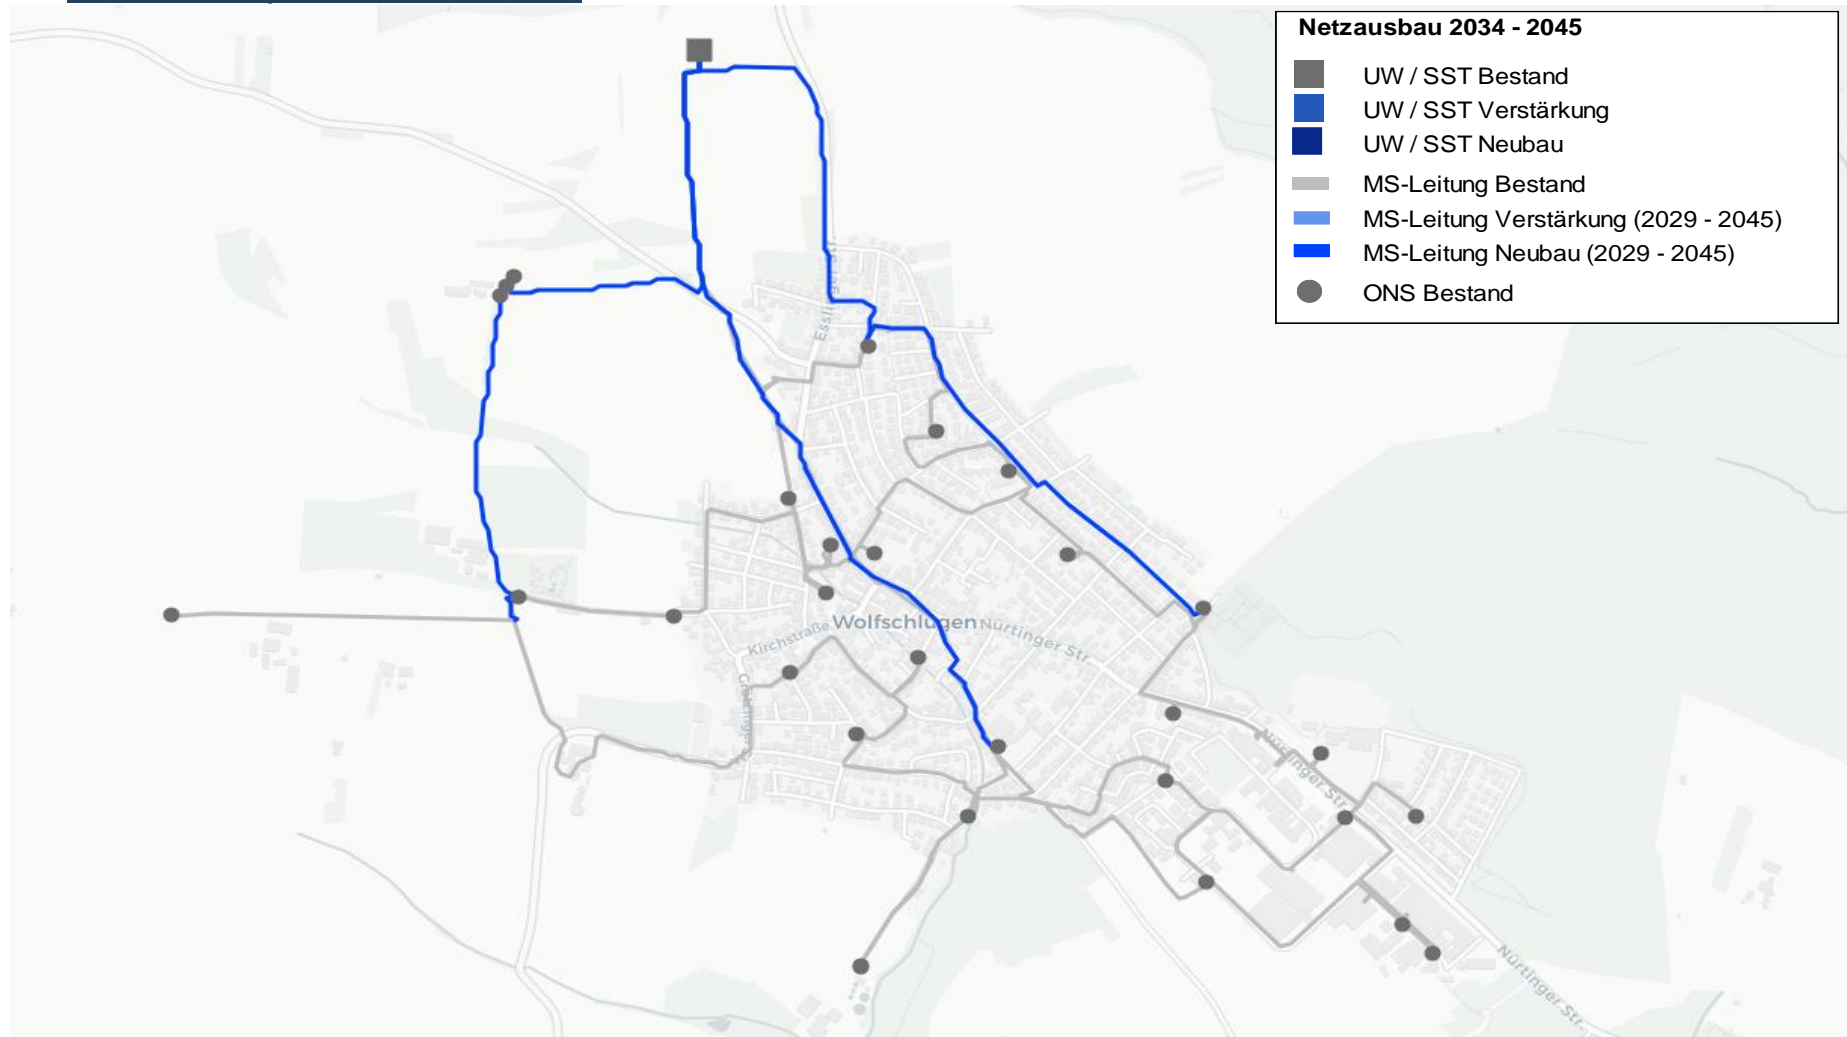 Netzausbau 2034 - 2045
UW / SST Bestand
UW / SST Verstärkung
UW / SST Neubau
MS-Leitung Bestand
MS-Leitung Verstärkung (2029 - 2045)
MS-Leitung Neubau (2029 - 2045)
ONS Bestand
Wolfschlugen
Kirchstraße
Nürtinger Str.
Nürtinger Str.
Nürtinger Str.